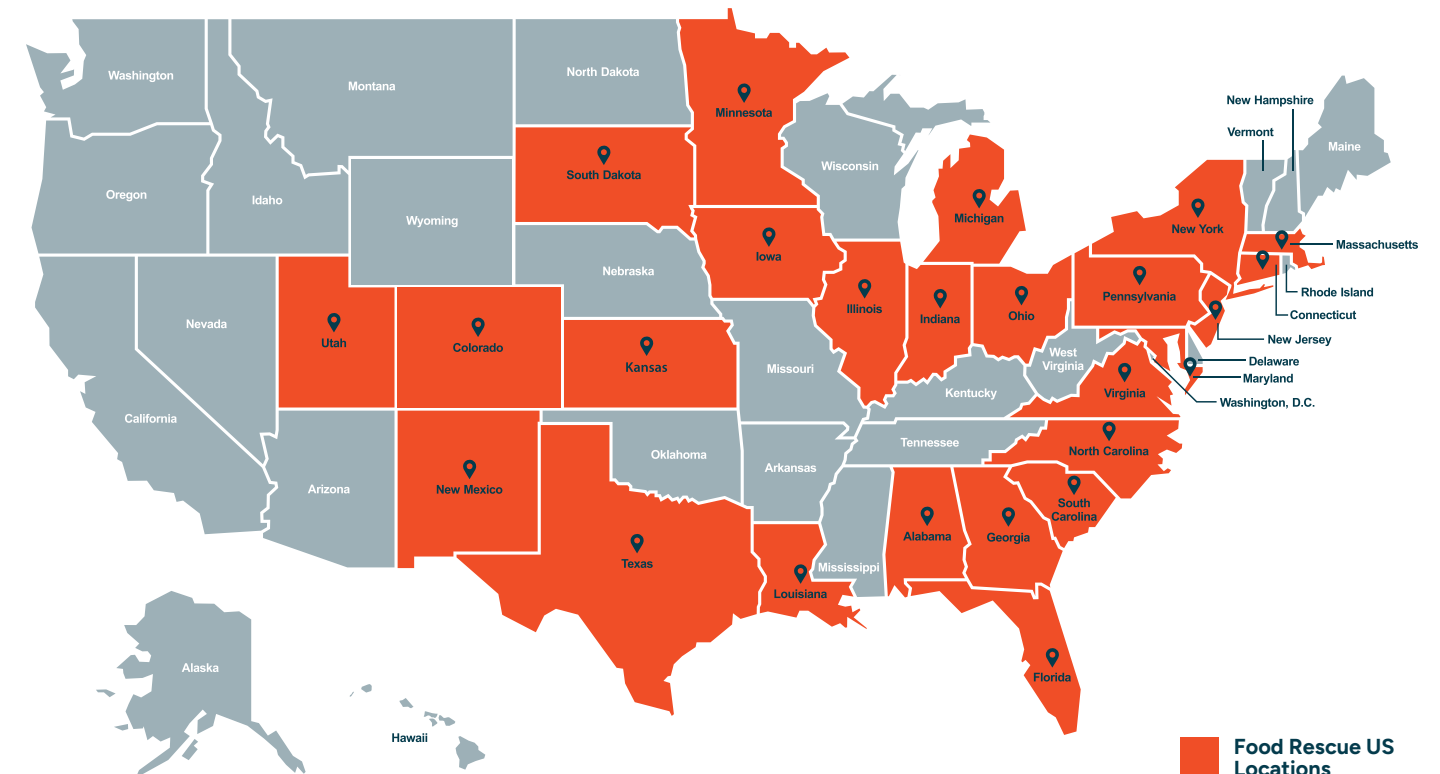 Washington
Montana
North Dakota
Minnesota
New Hampshire
Vermont
Maine
Oregon
Idaho
Wyoming
South Dakota
Wisconsin
Michigan
New York
Massachusetts
Iowa
Nebraska
Illinois
Indiana
Ohio
Pennsylvania
Rhode Island
Connecticut
New Jersey
Delaware
Maryland
Washington, D.C.
Nevada
Utah
Colorado
Kansas
Missouri
West
Virginia
Kentucky
Virginia
California
Arizona
New Mexico
Oklahoma
Arkansas
Tennessee
North Carolina
South
Carolina
Texas
Louisiana
Mississippi
Alabama
Georgia
Florida
Alaska
Hawaii
Food Rescue US
Locations